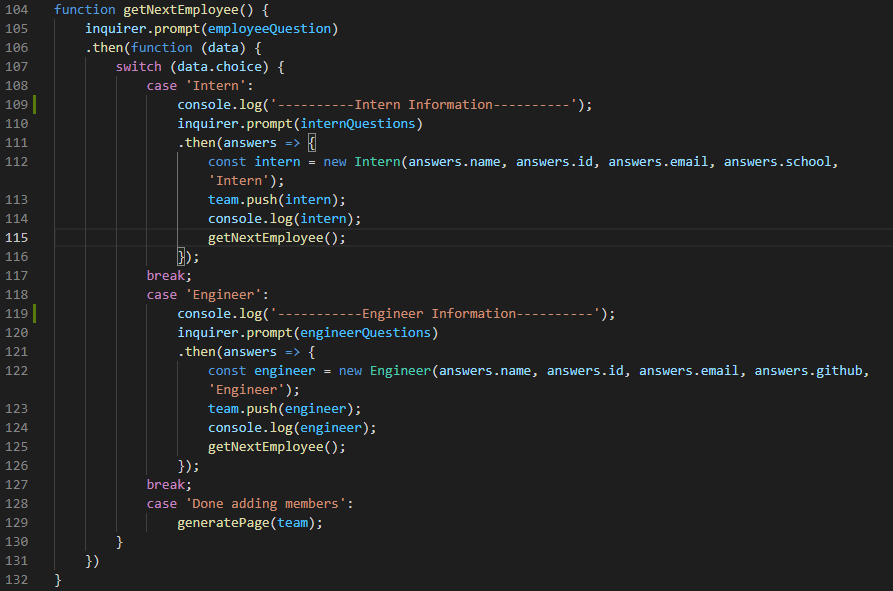 104 function getNextEmployee() {
105 inquirer.prompt(employeeQuestion)
106 .then(function (data) {
107 switch (data.choice) {
108 case 'Intern':
109 console.log('----------Intern Information----------');
110 inquirer.prompt(internQuestions)
111 .then(answers => {
112 const intern = new Intern(answers.name, answers.id, answers.email, answers.school,
'Intern');
113 team.push(intern);
114 console.log(intern);
115 getNextEmployee();
116 });
117 break;
118 case 'Engineer':
119 console.log('-----------Engineer Information----------');
120 inquirer.prompt(engineerQuestions)
121 .then(answers => {
122 const engineer = new Engineer(answers.name, answers.id, answers.email, answers.github,
'Engineer');
123 team.push(engineer);
124 console.log(engineer);
125 getNextEmployee();
126 });
127 break;
128 case 'Done adding members':
129 generatePage(team);
130 }
131 })
132 }